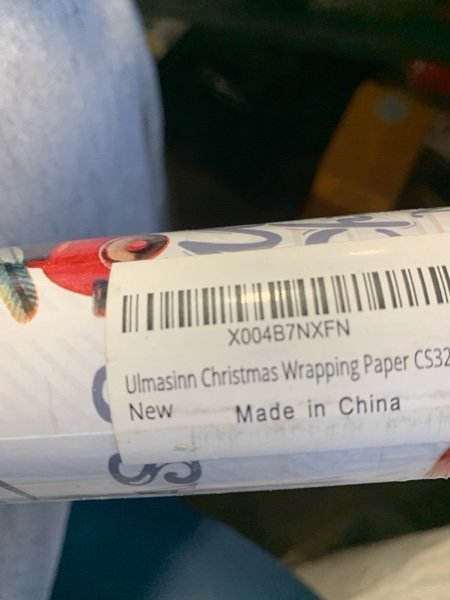 X004B7NXFN
Ulmasinn Christmas Wrapping Paper CS32
New Made in China